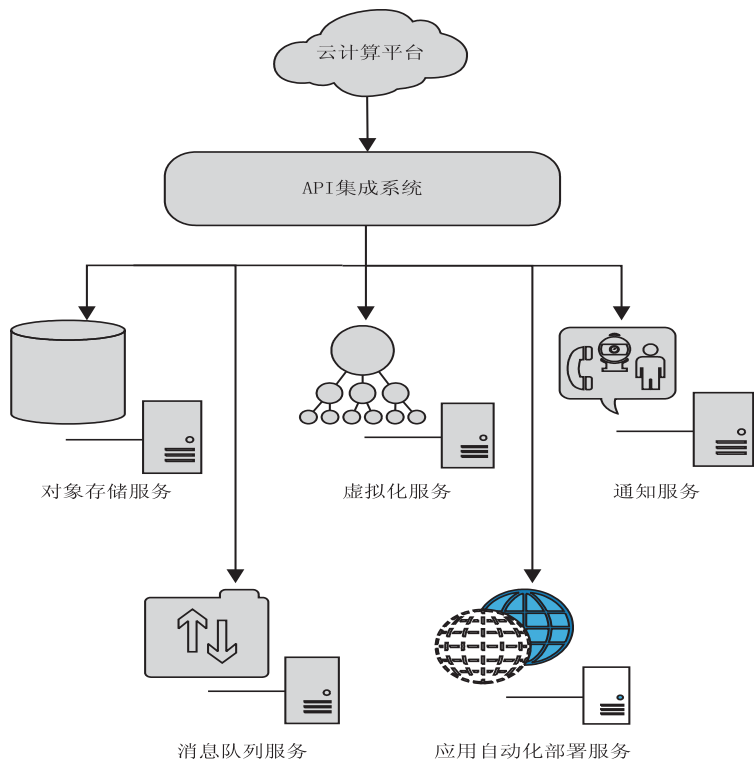 云计算平台
API集成系统
对象存储服务
虚拟化服务
通知服务
消息队列服务
应用自动化部署服务